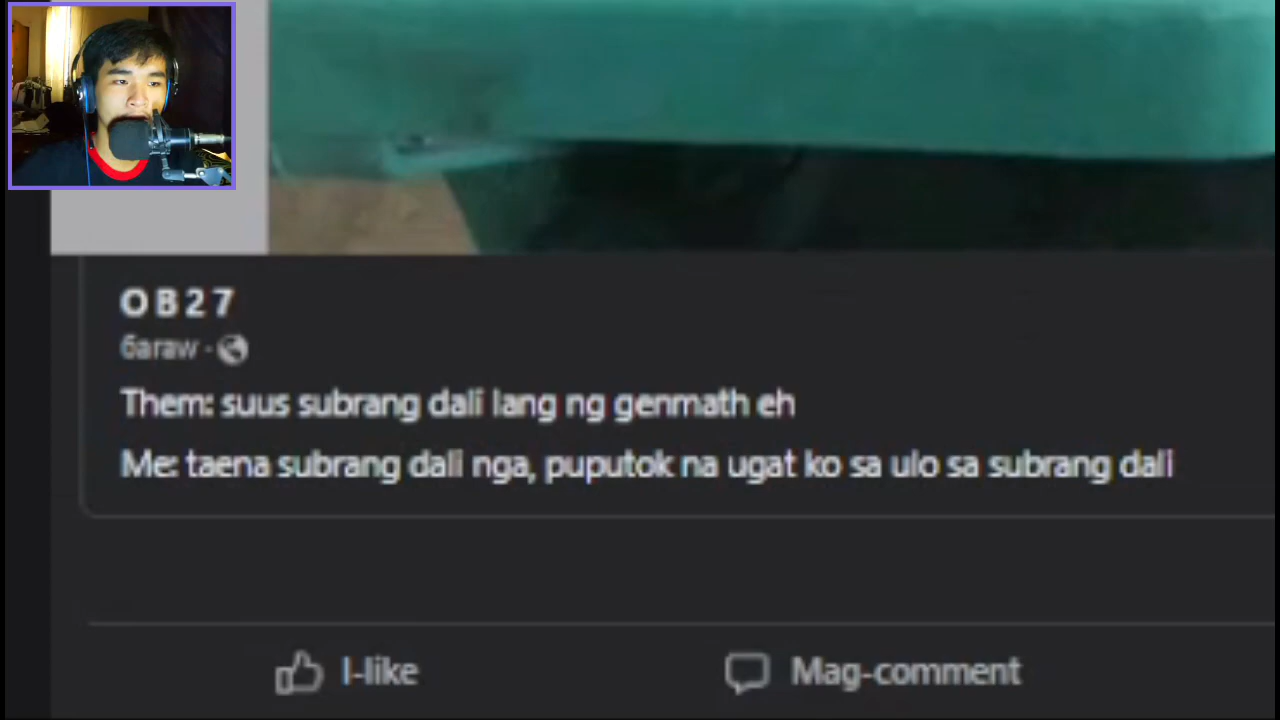 OB27
6araw ·
Them: suus subrang dali lang ng genmath eh
Me: taena subrang dali nga, puputok na ugat ko sa ulo sa subrang dali
I-like
Mag-comment